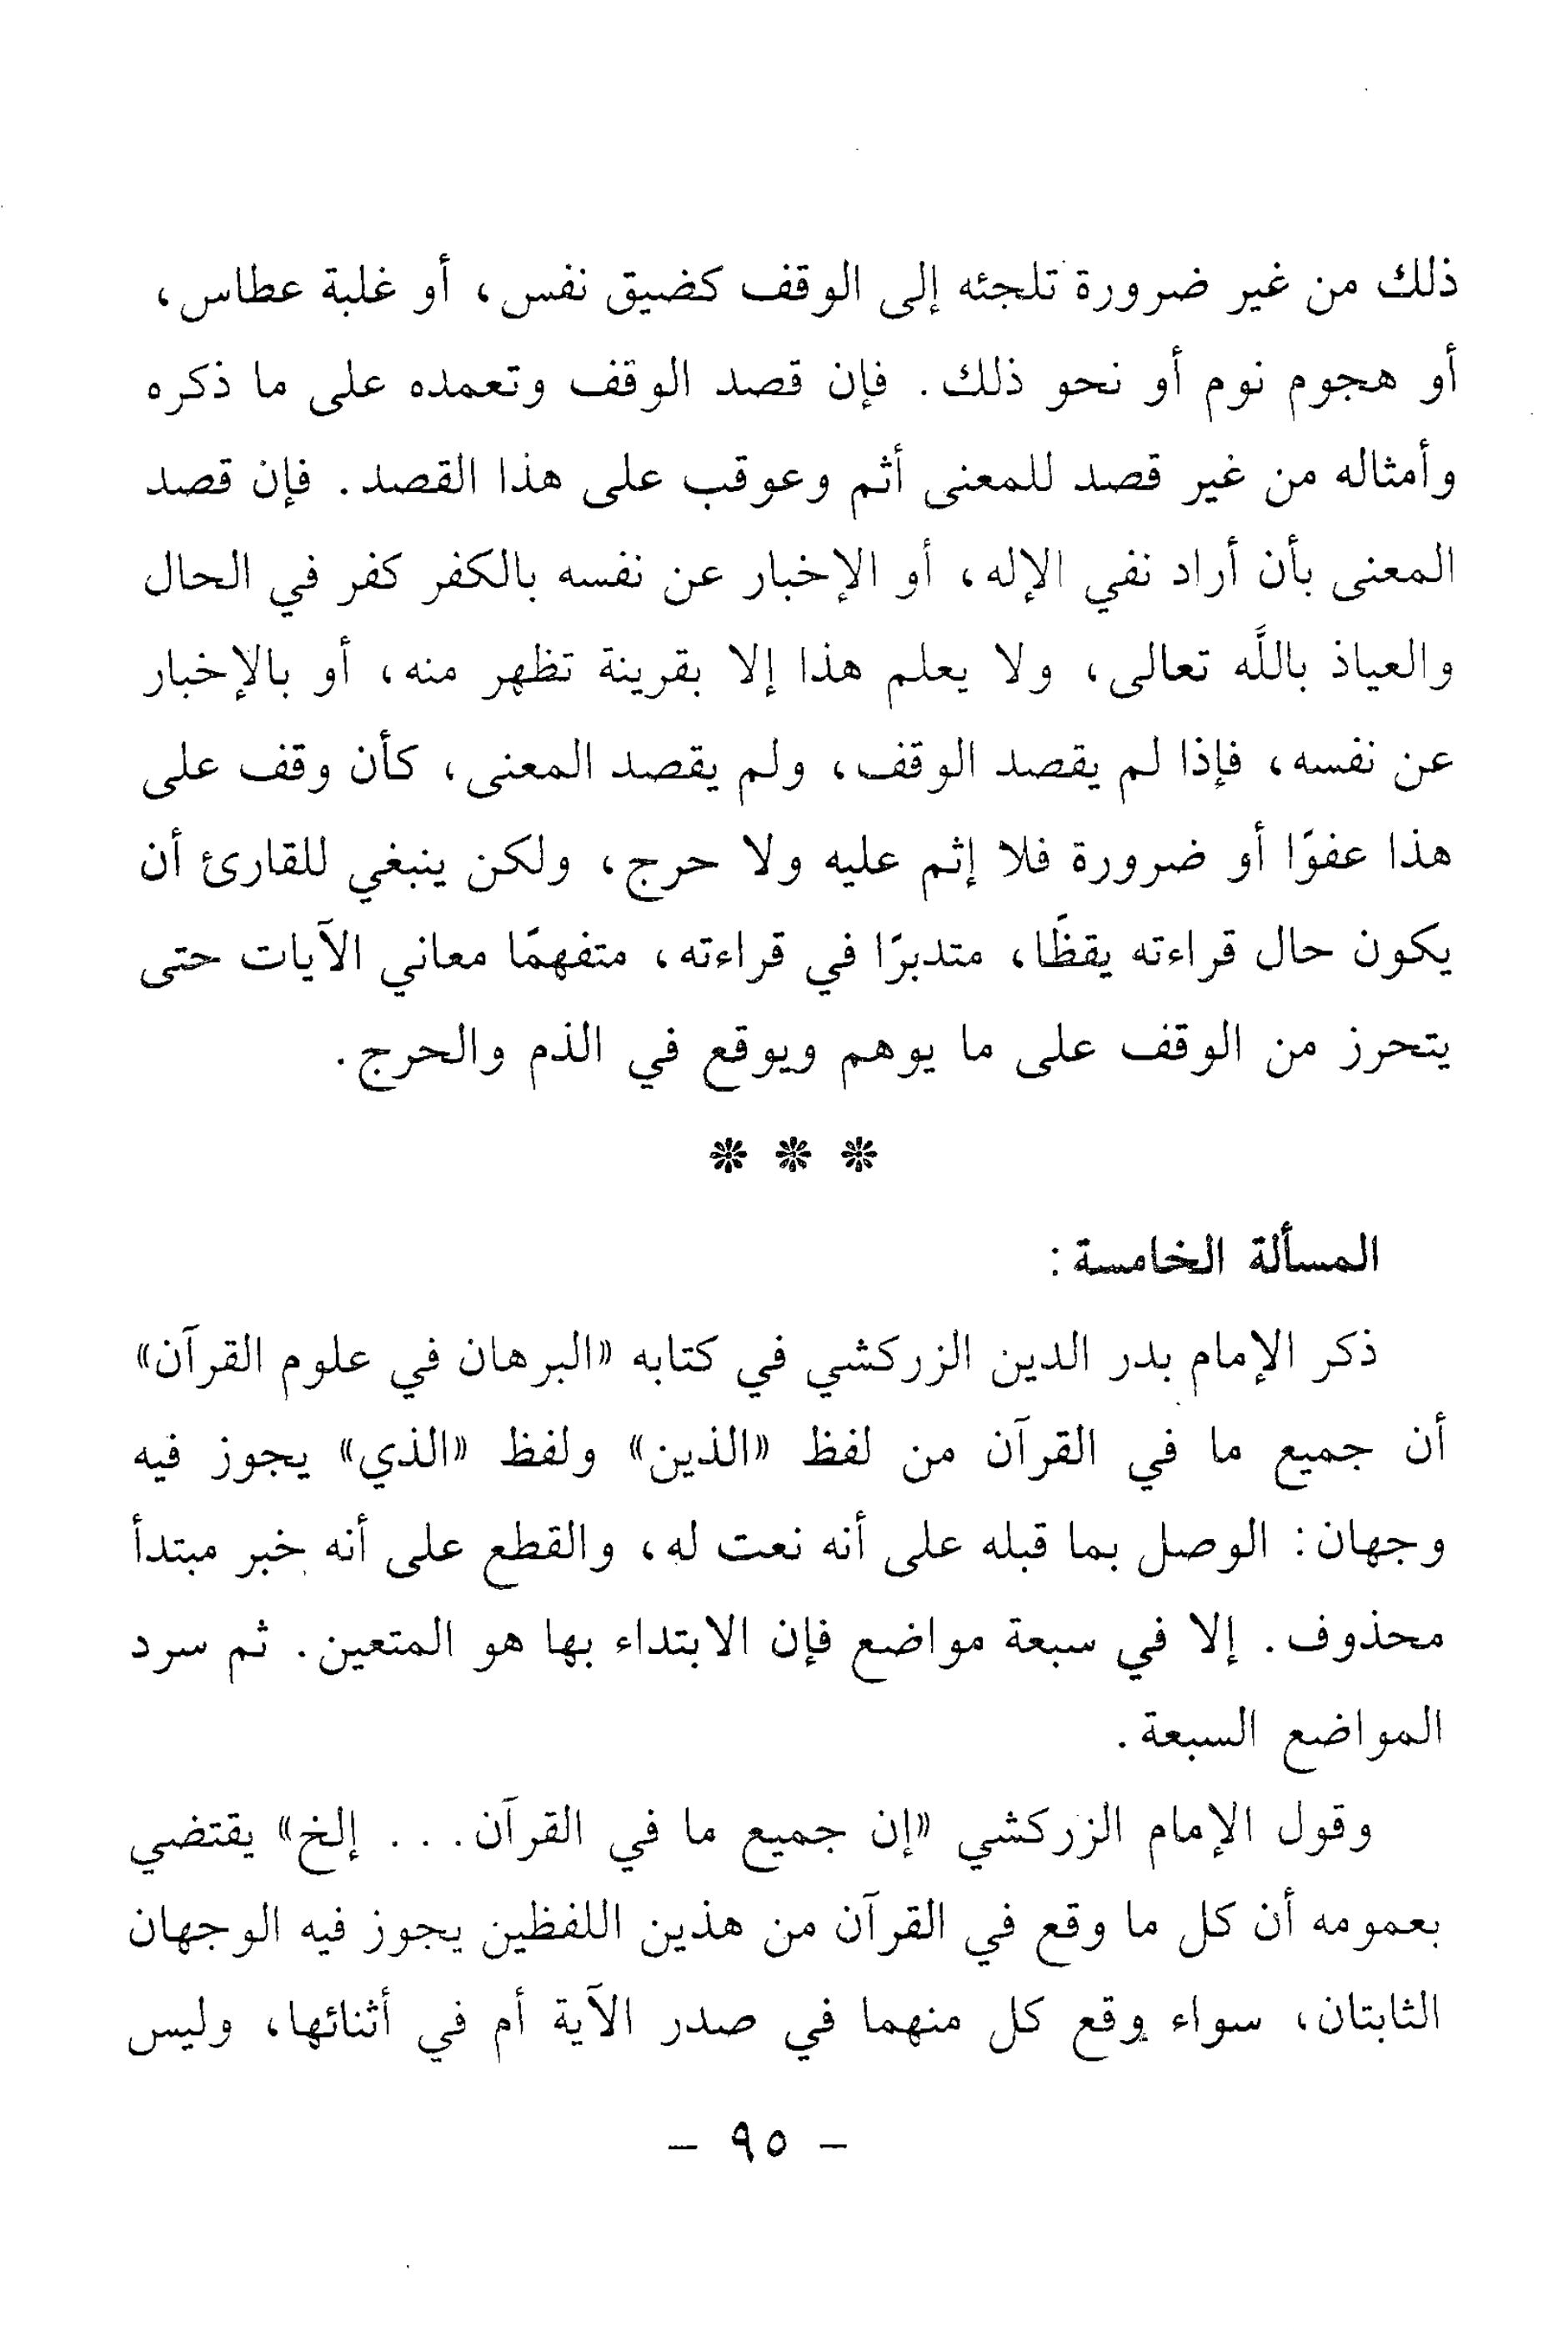 ذلك من غير ضرورة تلجئه إلى الوقف كضيق نفس، أو غلبة عطاس،
أو هجوم نوم أو نحو ذلك. فإن قصد الوقف وتعمده على ما ذكره
وأمثاله من غير قصد للمعنى أثم وعوقب على هذا القصد. فإن قصد
المعنى بأن أراد نفي الإله، أو الإخبار عن نفسه بالكفر كفر في الحال
والعياذ باللَّه تعالى، ولا يعلم هذا إلا بقرينة تظهر منه، أو بالإخبار
عن نفسه، فإذا لم يقصد الوقف، ولم يقصد المعنى، كأن وقف على
هذا عفوًا أو ضرورة فلا إثم عليه ولا حرج، ولكن ينبغي للقارئ أن
يكون حال قراءته يقظًا، متدبرًا في قراءته، متفهمًا معاني الآيات حتى
يتحرز من الوقف على ما يوهم ويوقع في الذم والحرج.
* * *
المسألة الخامسة:
ذكر الإمام بدر الدين الزركشي في كتابه «البرهان في علوم القرآن»
أن جميع ما في القرآن من لفظ «الذين» ولفظ «الذي» يجوز فيه
وجهان: الوصل بما قبله على أنه نعت له، والقطع على أنه خبر مبتدأ
محذوف. إلا في سبعة مواضع فإن الابتداء بها هو المتعين. ثم سرد
المواضع السبعة.
وقول الإمام الزركشي «إن جميع ما في القرآن... إلخ» يقتضي
بعمومه أن كل ما وقع في القرآن من هذين اللفظين يجوز فيه الوجهان
الثابتان، سواء وقع كل منهما في صدر الآية أم في أثنائها، وليس
- ٩٥ -